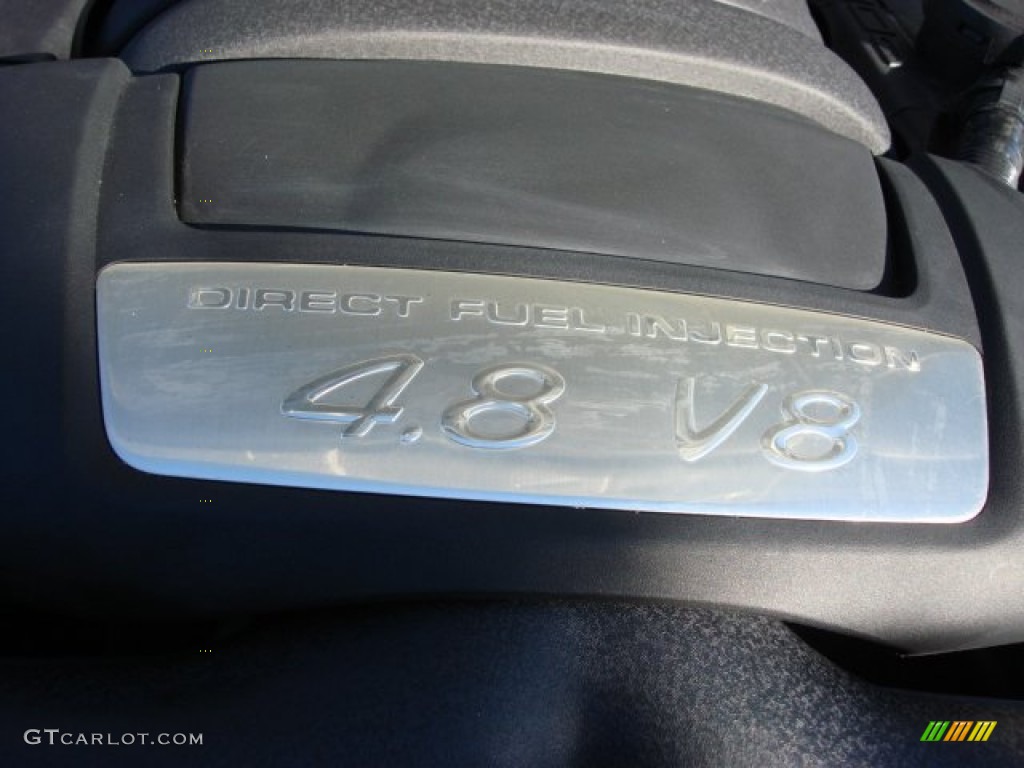 DIRECT FUEL INJECTION
4.8 V8
GTCARLOT.COM